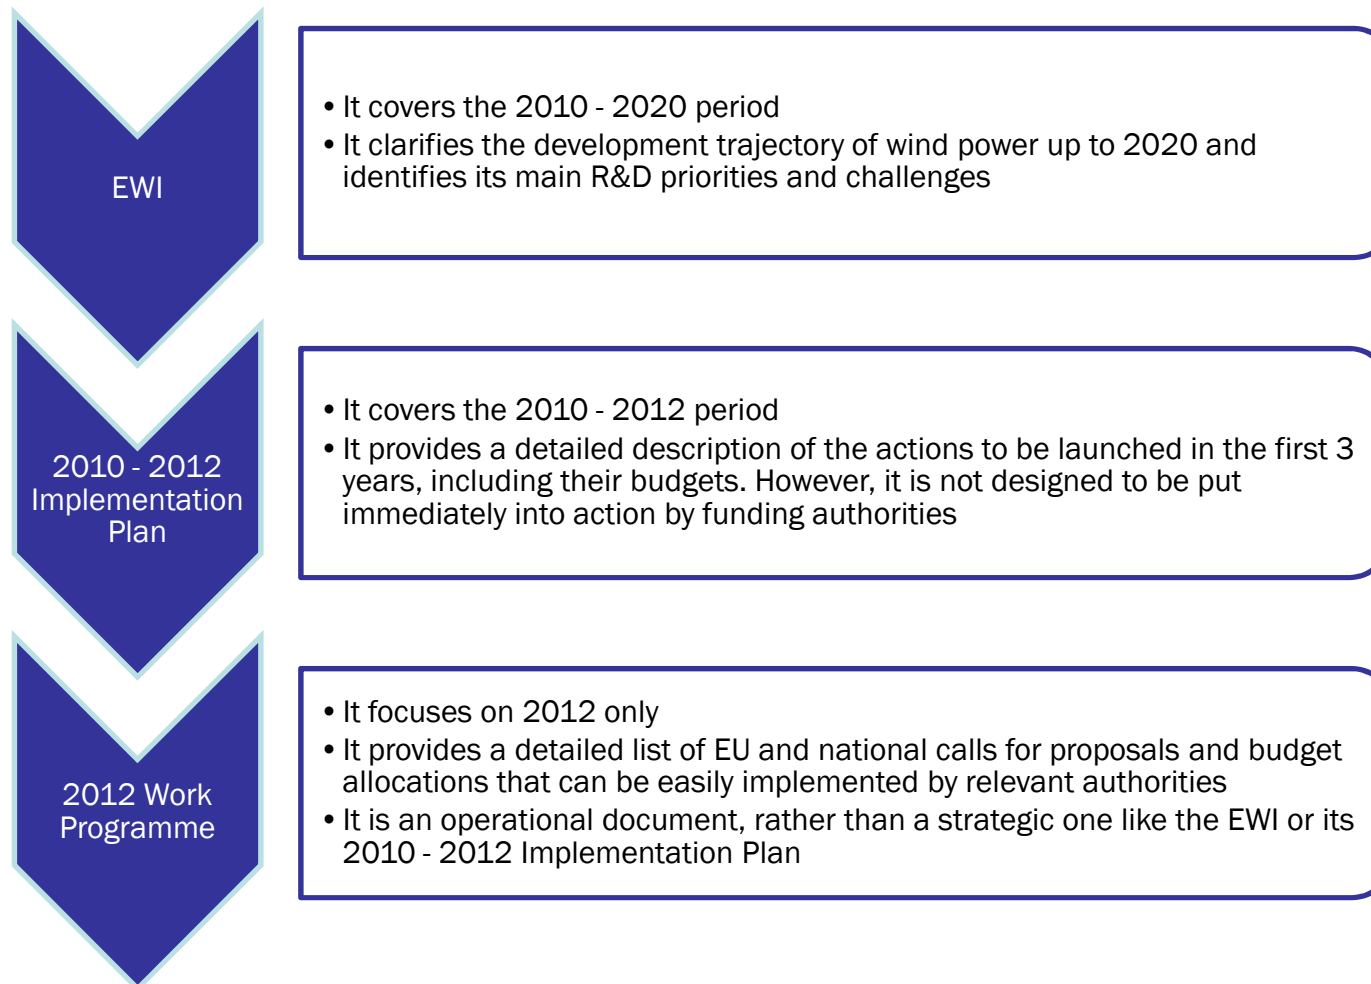 EWI
• It covers the 2010 - 2020 period
• It clarifies the development trajectory of wind power up to 2020 and
identifies its main R&D priorities and challenges
2010 - 2012
Implementation
Plan
• It covers the 2010 - 2012 period
• It provides a detailed description of the actions to be launched in the first 3
years, including their budgets. However, it is not designed to be put
immediately into action by funding authorities
2012 Work
Programme
• It focuses on 2012 only
• It provides a detailed list of EU and national calls for proposals and budget
allocations that can be easily implemented by relevant authorities
• It is an operational document, rather than a strategic one like the EWI or its
2010 - 2012 Implementation Plan